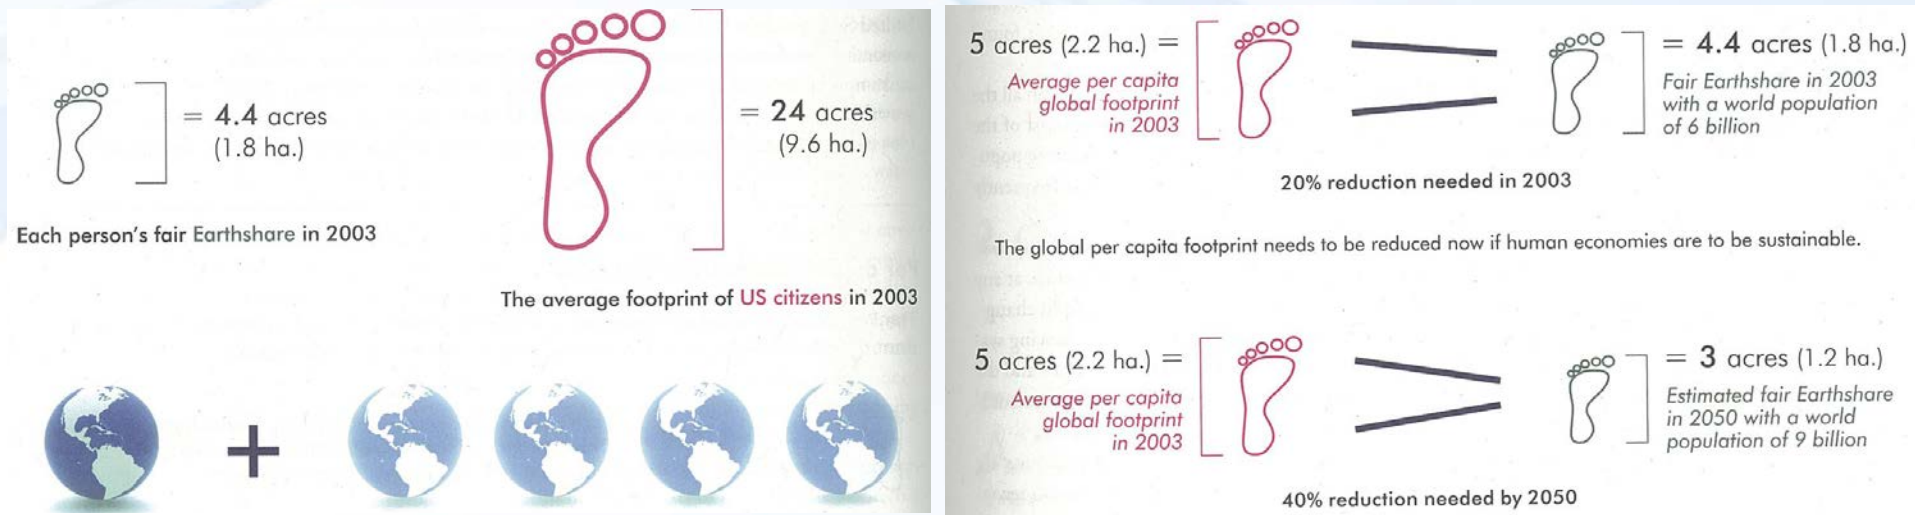 = 4.4 acres
(1.8 ha.)
Each person's fair Earthshare in 2003
= 24 acres
(9.6 ha.)
The average footprint of US citizens in 2003
+
5 acres (2.2 ha.) =
Average per capita
global footprint
in 2003
= 4.4 acres (1.8 ha.)
Fair Earthshare in 2003
with a world population
of 6 billion
20% reduction needed in 2003
The global per capita footprint needs to be reduced now if human economies are to be sustainable.
5 acres (2.2 ha.) =
Average per capita
global footprint
in 2003
= 3 acres (1.2 ha.)
Estimated fair Earthshare
in 2050 with a world
population of 9 billion
40% reduction needed by 2050